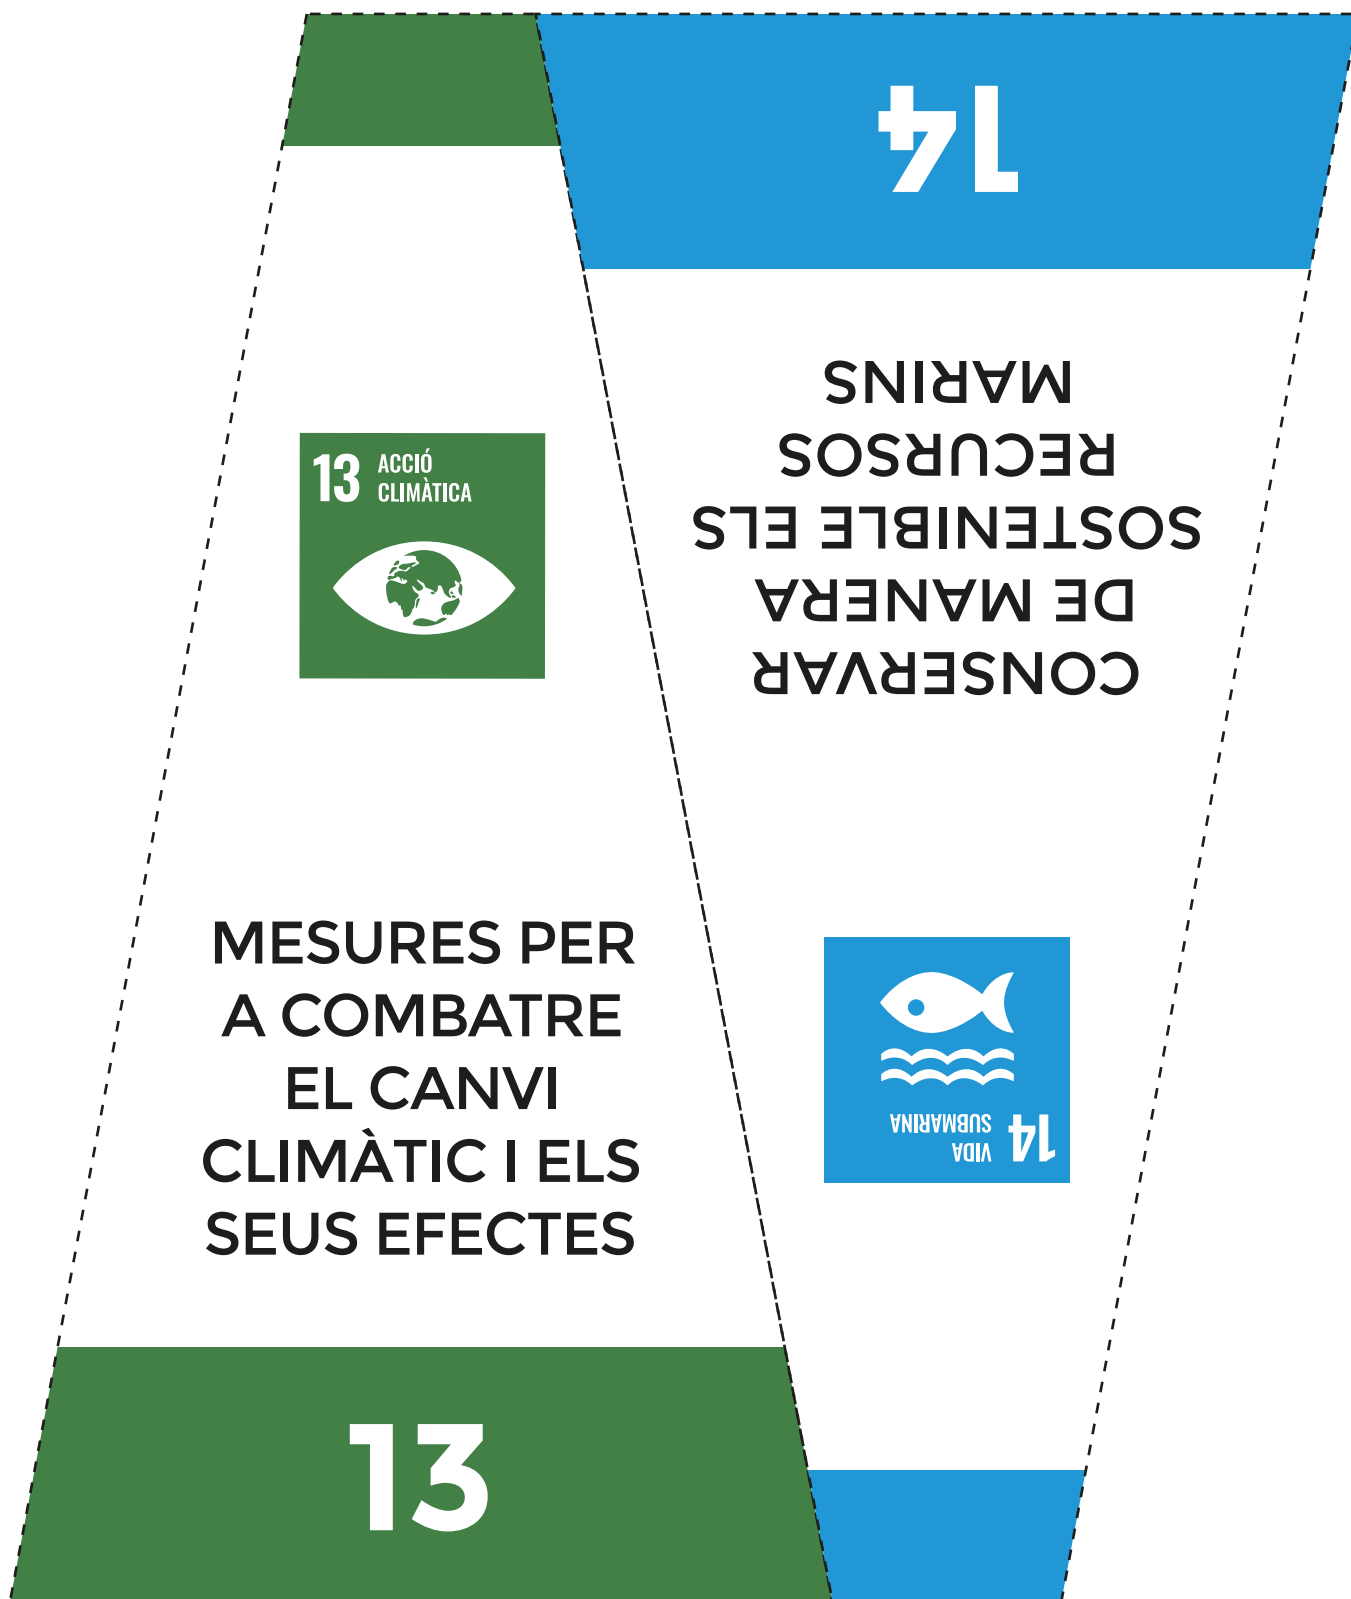 13 ACCIÓ
CLIMÀTICA
MESURES PER
A COMBATRE
EL CANVI
CLIMÀTIC I ELS
SEUS EFECTES
13
14
CONSERVAR
DE MANERA
SOSTENIBLE ELS
RECURSOS
MARINS
14 VIDA
SUBMARINA